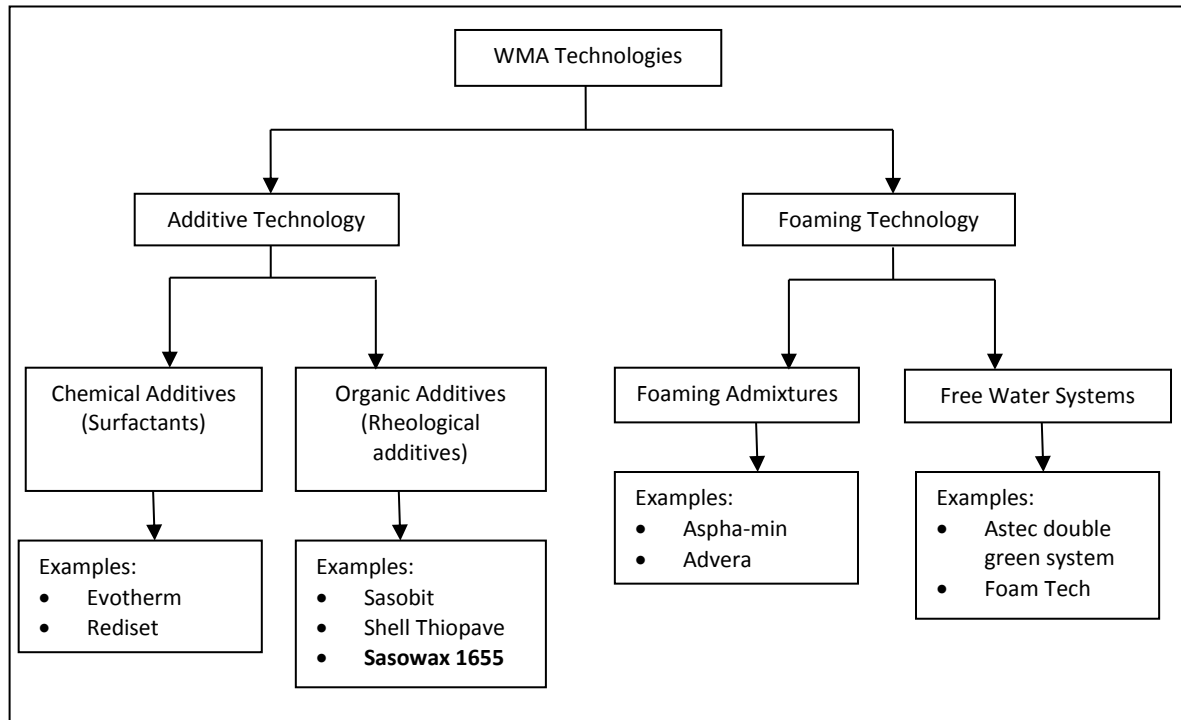 WMA Technologies
Additive Technology
Foaming Technology
Chemical Additives
(Surfactants)
Organic Additives
(Rheological
additives)
Foaming Admixtures
Free Water Systems
Examples:
• Evotherm
• Rediset
Examples:
• Sasobit
• Shell Thiopave
• Sasowax 1655
Examples:
• Aspha-min
• Advera
Examples:
• Astec double
green system
• Foam Tech